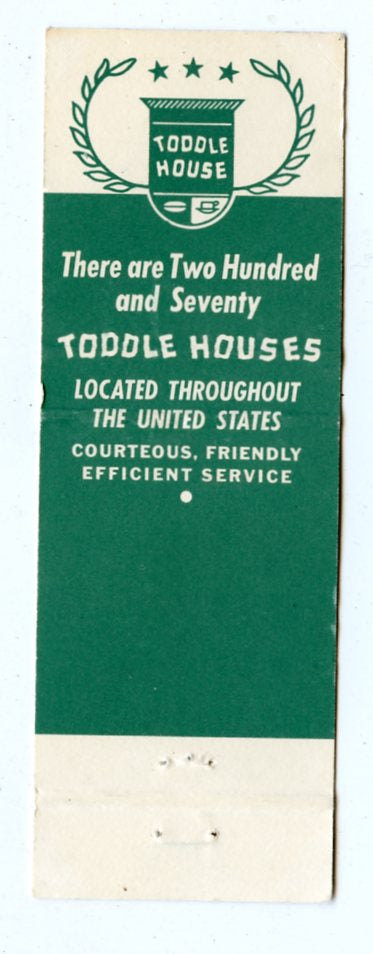 TODDLE
HOUSE
There are Two Hundred
and Seventy
TODDLE HOUSES
LOCATED THROUGHOUT
THE UNITED STATES
COURTEOUS, FRIENDLY
EFFICIENT SERVICE